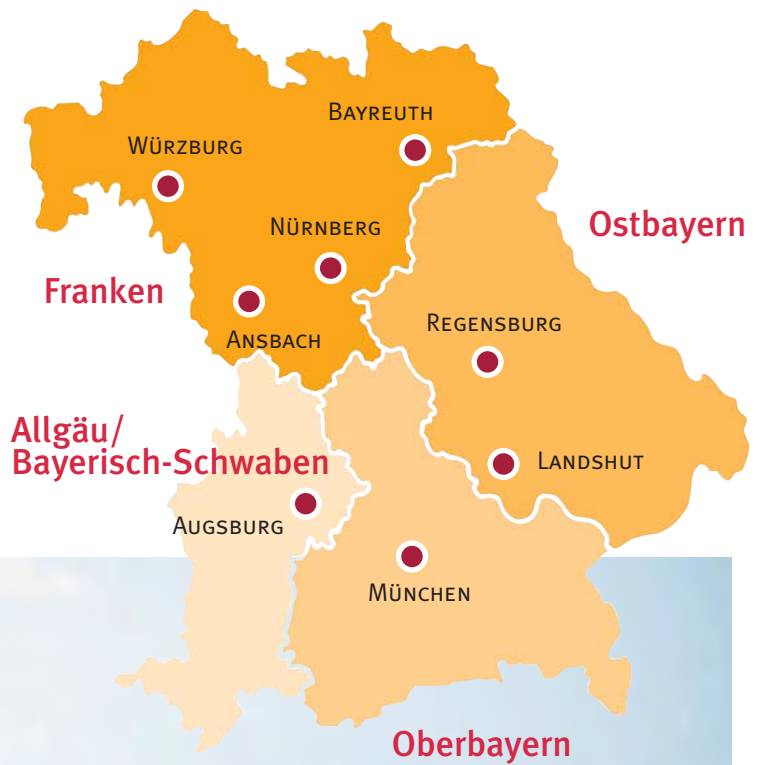 BAYREUTH
WÜRZBURG
Ostbayern
NÜRNBERG
Franken
REGENSBURG
ANSBACH
Allgäu/
Bayerisch-Schwaben
LANDSHUT
AUGSBURG
MÜNCHEN
Oberbayern